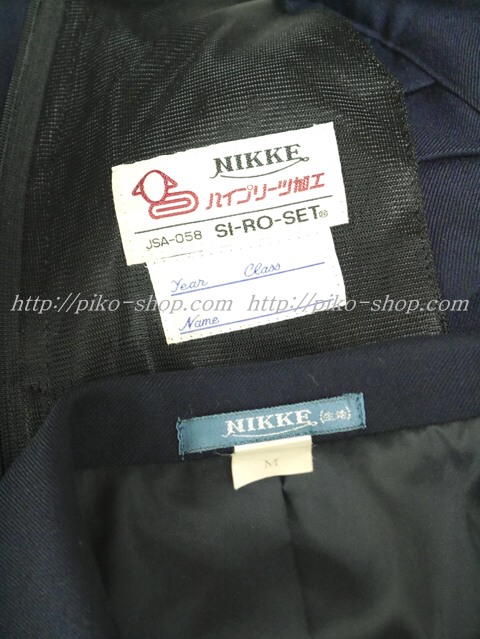 NIKKE
ハイプリーツ加工
JSA-058 SI-RO-SET®
Year Class
Name
http://piko-shop.com http://piko-shop.com
NIKKE
M